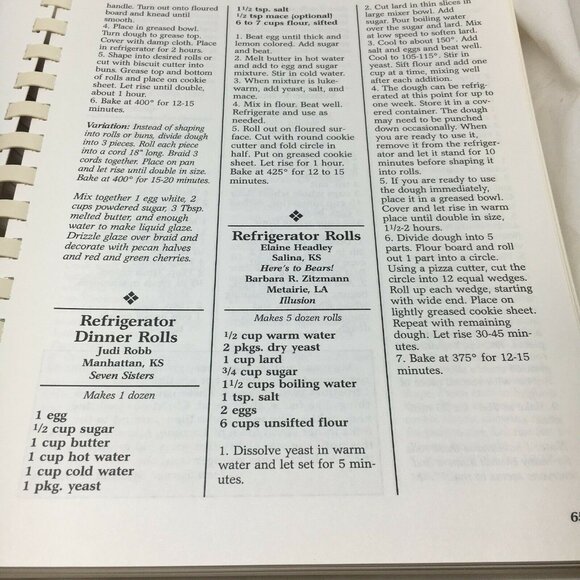 handle. Turn out onto floured
board and knead until
smooth.
4. Place in greased bowl.
Turn dough to grease top.
Cover with damp cloth. Place
in refrigerator for 2 hours.
5. Shape into desired rolls or
cut with biscuit cutter into
buns. Grease top and bottom
of rolls and place on cookie
sheet. Let rise until double,
about 1 hour.
6. Bake at 400° for 12-15
minutes.
Variation: Instead of shaping
into rolls or buns, divide dough
into 3 pieces. Roll each piece
into a cord 18" long. Braid 3
cords together. Place on pan
and let rise until double in size.
Bake at 400° for 15-20 minutes.
Mix together 1 egg white, 2
cups powdered sugar, 3 Tbsp.
melted butter, and enough
water to make liquid glaze.
Drizzle glaze over braid and
decorate with pecan halves
and red and green cherries.
Refrigerator
Dinner Rolls
Judi Robb
Manhattan, KS
Seven Sisters
Makes 1 dozen
1 egg
1/2 cup sugar
1 cup butter
1 cup hot water
1 cup cold water
1 pkg. yeast
1 1/2 tsp. salt
1/2 tsp mace (optional)
6 to 7 cups flour, sifted
1. Beat egg until thick and
lemon colored. Add sugar
and beat.
2. Melt butter in hot water
and add to egg and sugar
mixture. Stir in cold water.
3. When mixture is luke-
warm, add yeast, salt, and
mace.
4. Mix in flour. Beat well.
Refrigerate and use as
needed.
5. Roll out on floured sur-
face. Cut with round cookie
cutter and fold circle in
half. Put on greased cookie
sheet. Let rise for 1 hour.
Bake at 425° for 12 to 15
minutes.
Refrigerator Rolls
Elaine Headley
Salina, KS
Here's to Bears!
Barbara R. Zitzmann
Metairie, LA
Illusion
Makes 5 dozen rolls
1/2 cup warm water
2 pkgs. dry yeast
1 cup lard
3/4 cup sugar
1 1/2 cups boiling water
1 tsp. salt
2 eggs
6 cups unsifted flour
1. Dissolve yeast in warm
water and let set for 5 min-
utes.
2. Cut lard in thin slices in
large mixer bowl. Add
sugar. Pour boiling water
over the sugar and lard. Mix
at low speed to soften lard.
3. Cool to about 150°. Add
salt and eggs and beat well.
Cool to 105-115°. Stir in
yeast. Sift flour and add one
cup at a time, mixing well
after each addition.
4. The dough can be refrig-
erated at this point for up to
one week. Store it in a cov-
ered container. The dough
may need to be punched
down occasionally. When
you are ready to use it,
remove it from the refriger-
ator and let it stand for 10
minutes before shaping it
into rolls.
5. If you are ready to use
the dough immediately,
place it in a greased bowl.
Cover and let rise in warm
place until double in size,
1 1/2-2 hours.
6. Divide dough into 5
parts. Flour board and roll
out 1 part into a circle.
Using a pizza cutter, cut the
circle into 12 equal wedges.
Roll up each wedge, starting
with wide end. Place on
lightly greased cookie sheet.
Repeat with remaining
dough. Let rise 30-45 min-
utes.
7. Bake at 375° for 12-15
minutes.